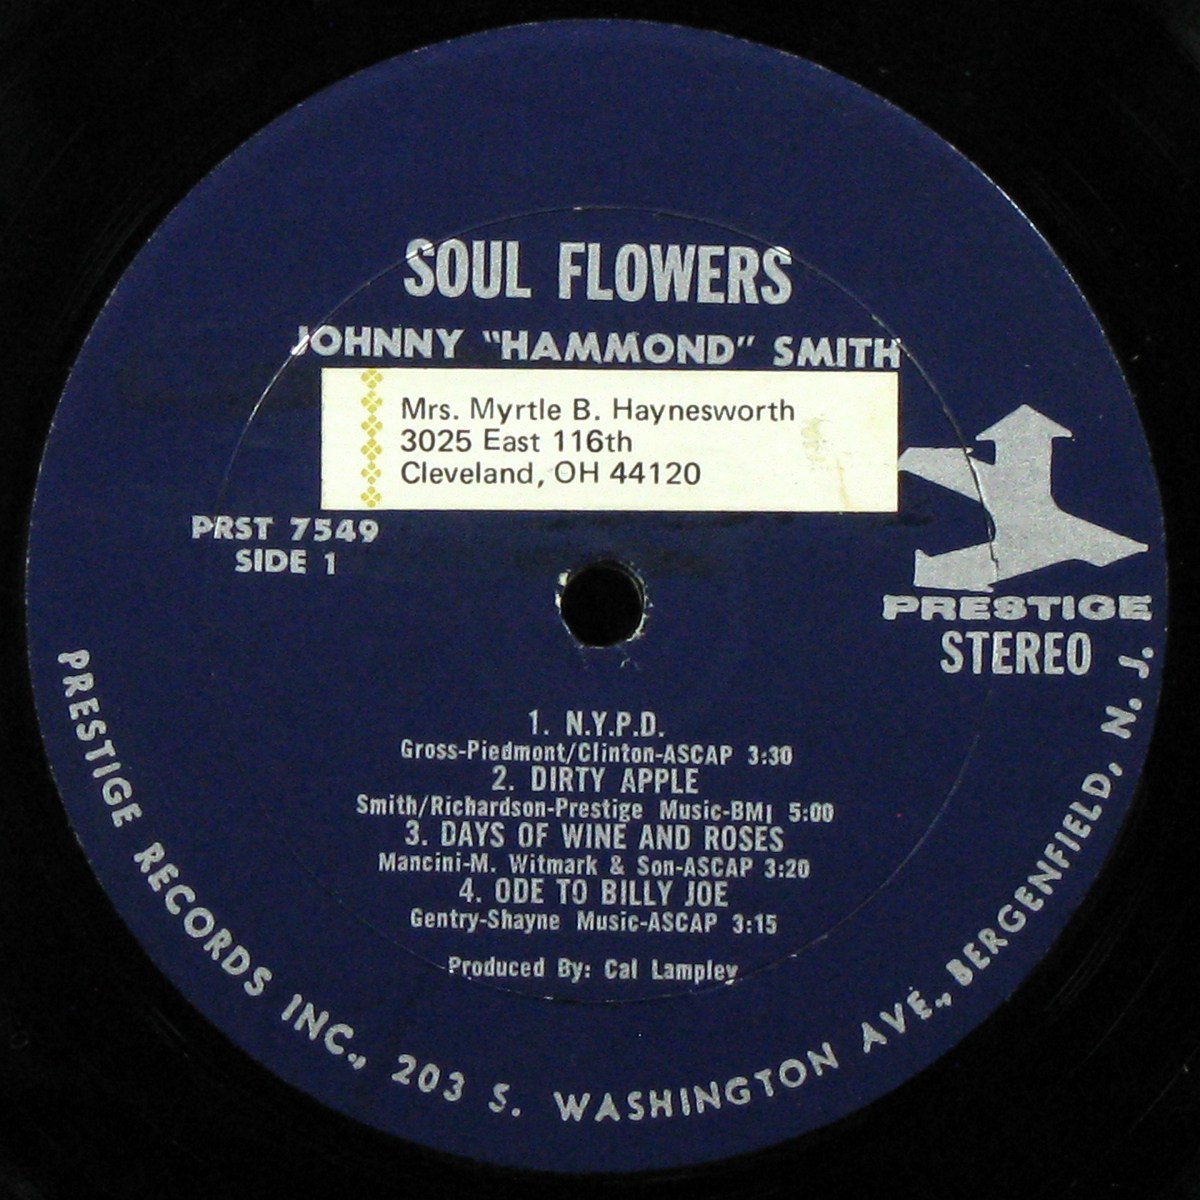 SOUL FLOWERS
JOHNNY "HAMMOND" SMITH
Mrs. Myrtle B. Haynesworth
3025 East 116th
Cleveland, OH 44120
PRST 7549
SIDE 1
PRESTIGE
STEREO
1. N.Y.P.D.
Gross-Piedmont/Clinton-ASCAP 3:30
2. DIRTY APPLE
Smith/Richardson-Prestige Music-BMI 5:00
3. DAYS OF WINE AND ROSES
Mancini-M. Witmark & Son-ASCAP 3:20
4. ODE TO BILLY JOE
Gentry-Shayne Music-ASCAP 3:15
Produced By: Cal Lampley
PRESTIGE RECORDS INC., 203 S. WASHINGTON AVE., BERGENFIELD, N. J.